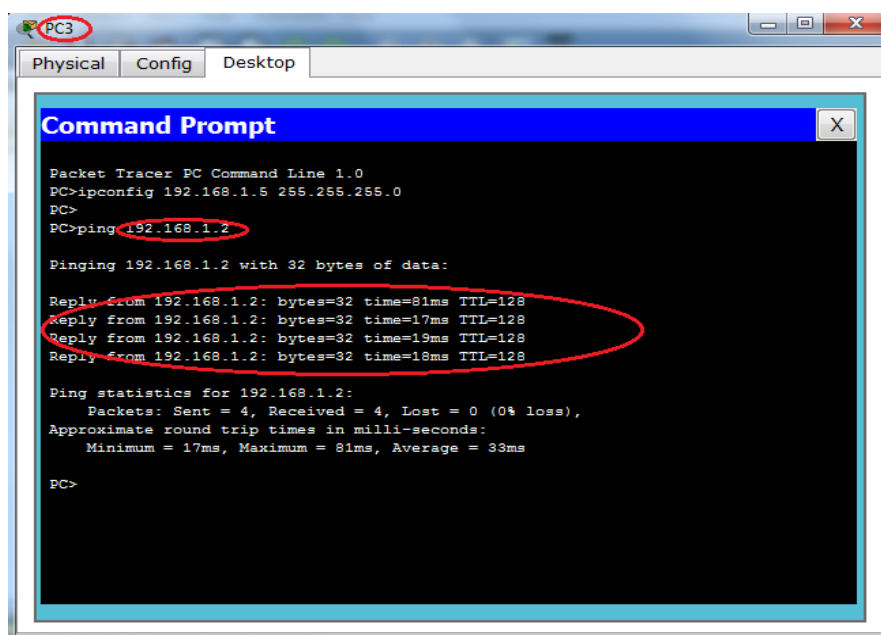 PC3
Physical Config Desktop
Command Prompt
X
Packet Tracer PC Command Line 1.0
PC>ipconfig 192.168.1.5 255.255.255.0
PC>
PC>ping 192.168.1.2
Pinging 192.168.1.2 with 32 bytes of data:
Reply from 192.168.1.2: bytes=32 time=81ms TTL=128
Reply from 192.168.1.2: bytes=32 time=17ms TTL=128
Reply from 192.168.1.2: bytes=32 time=19ms TTL=128
Reply from 192.168.1.2: bytes=32 time=18ms TTL=128
Ping statistics for 192.168.1.2:
Packets: Sent = 4, Received = 4, Lost = 0 (0% loss),
Approximate round trip times in milli-seconds:
Minimum = 17ms, Maximum = 81ms, Average = 33ms
PC>